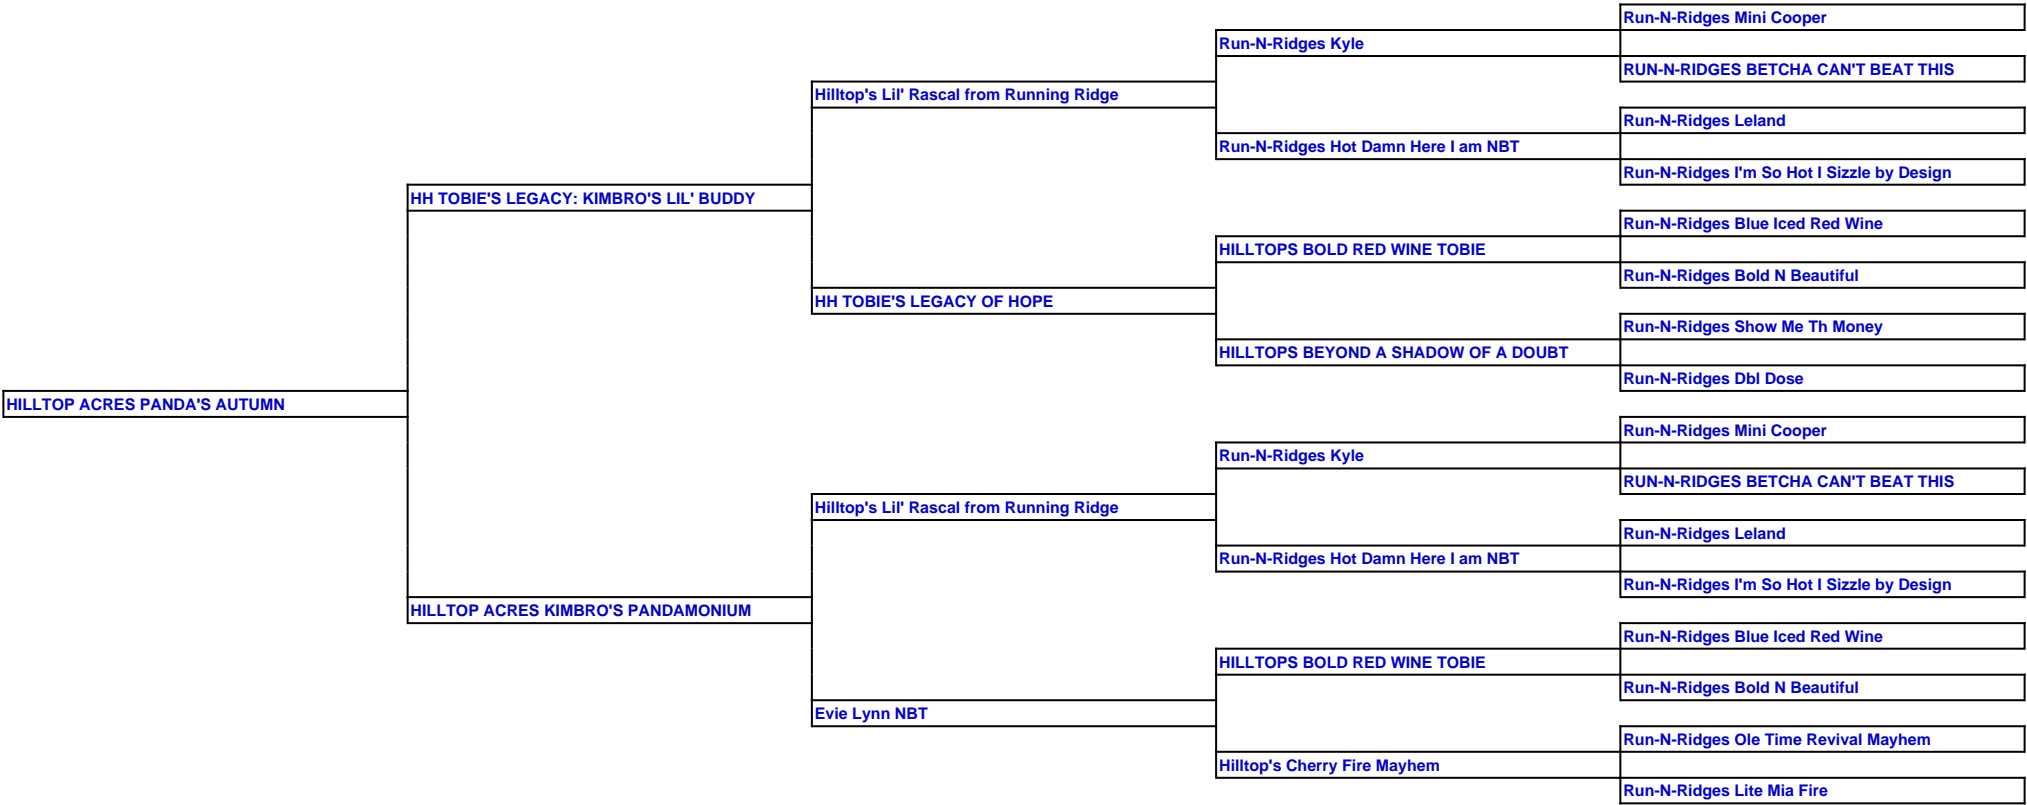 Run-N-Ridges Mini Cooper
Run-N-Ridges Kyle
RUN-N-RIDGES BETCHA CAN'T BEAT THIS
Hilltop's Lil' Rascal from Running Ridge
Run-N-Ridges Leland
Run-N-Ridges Hot Damn Here I am NBT
Run-N-Ridges I'm So Hot I Sizzle by Design
HH TOBIE'S LEGACY: KIMBRO'S LIL' BUDDY
Run-N-Ridges Blue Iced Red Wine
HILLTOPS BOLD RED WINE TOBIE
Run-N-Ridges Bold N Beautiful
HH TOBIE'S LEGACY OF HOPE
Run-N-Ridges Show Me Th Money
HILLTOPS BEYOND A SHADOW OF A DOUBT
Run-N-Ridges Dbl Dose
HILLTOP ACRES PANDA'S AUTUMN
Run-N-Ridges Mini Cooper
Run-N-Ridges Kyle
RUN-N-RIDGES BETCHA CAN'T BEAT THIS
Hilltop's Lil' Rascal from Running Ridge
Run-N-Ridges Leland
Run-N-Ridges Hot Damn Here I am NBT
Run-N-Ridges I'm So Hot I Sizzle by Design
HILLTOP ACRES KIMBRO'S PANDAMONIUM
Run-N-Ridges Blue Iced Red Wine
HILLTOPS BOLD RED WINE TOBIE
Run-N-Ridges Bold N Beautiful
Evie Lynn NBT
Run-N-Ridges Ole Time Revival Mayhem
Hilltop's Cherry Fire Mayhem
Run-N-Ridges Lite Mia Fire